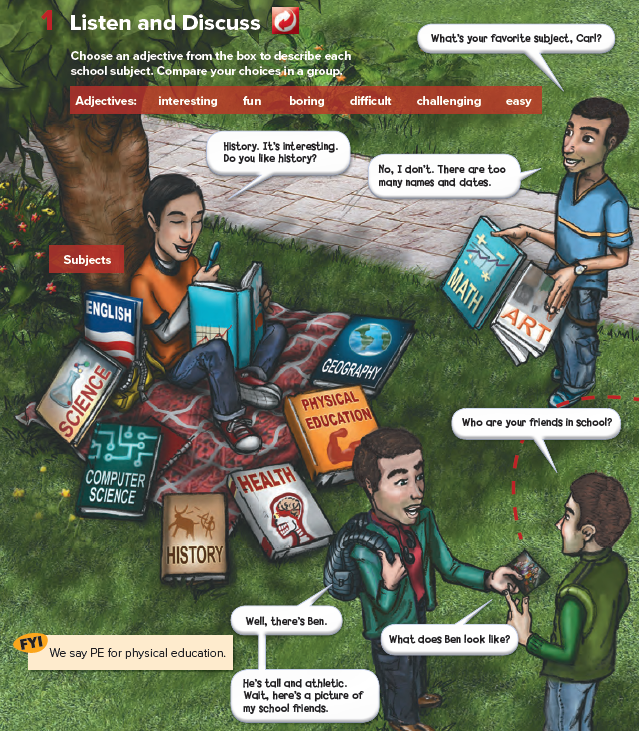 1 Listen and Discuss
Choose an adjective from the box to describe each
school subject. Compare your choices in a group.
Adjectives: interesting fun boring difficult challenging easy
What's your favorite subject, Carl?
History. It's interesting.
Do you like history?
No, I don't. There are too
many names and dates.
Subjects
ENGLISH
SCIENCE
COMPUTER
SCIENCE
HISTORY
HEALTH
PHYSICAL
EDUCATION
GEOGRAPHY
MATH
ART
Who are your friends in school?
Well, there's Ben.
What does Ben look like?
He's tall and athletic.
Wait, here's a picture of
my school friends.
FYI
We say PE for physical education.